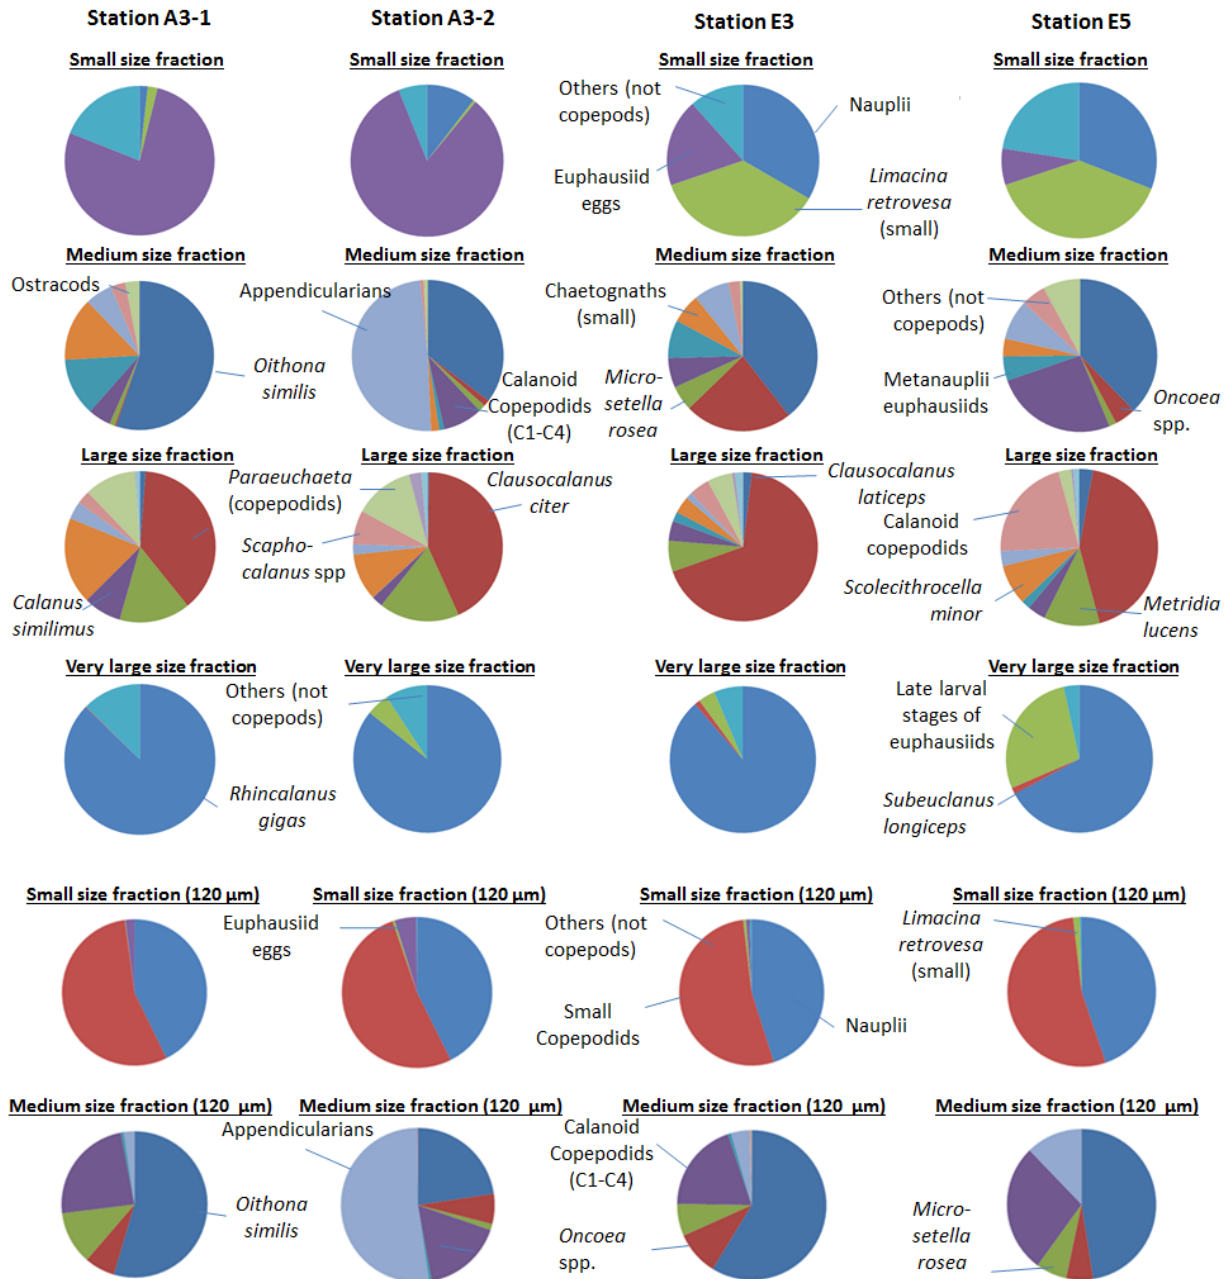 Station A3-1
Station A3-2
Station E3
Station E5
Small size fraction
Small size fraction
Small size fraction
Small size fraction
Others (not
copepods)
Nauplii
Euphausiid
eggs
Limacina
retrovesa
(small)
Medium size fraction
Medium size fraction
Medium size fraction
Medium size fraction
Ostracods
Appendicularians
Chaetognaths
(small)
Others (not
copepods)
Oithona
similis
Calanoid
Copepodids
(C1-C4)
Micro-
setella
rosea
Metanauplii
euphausiids
Oncoea
spp.
Large size fraction
Large size fraction
Large size fraction
Large size fraction
Paraeuchaeta
(copepodids)
Clausocalanus
citer
Clausocalanus
laticeps
Calanoid
copepodids
Scapho-
calanus spp
Calanus
similimus
Scolecithrocella
minor
Metridia
lucens
Very large size fraction
Very large size fraction
Very large size fraction
Very large size fraction
Others (not
copepods)
Late larval
stages of
euphausiids
Rhincalanus
gigas
Subeuclanus
longiceps
Small size fraction (120 µm)
Small size fraction (120 µm)
Small size fraction (120 µm)
Small size fraction (120 µm)
Euphausiid
eggs
Others (not
copepods)
Limacina
retrovesa
(small)
Small
Copepodids
Nauplii
Medium size fraction (120 µm)
Medium size fraction (120 µm)
Medium size fraction (120 µm)
Medium size fraction (120 µm)
Appendicularians
Calanoid
Copepodids
(C1-C4)
Oithona
similis
Oncoea
spp.
Micro-
setella
rosea